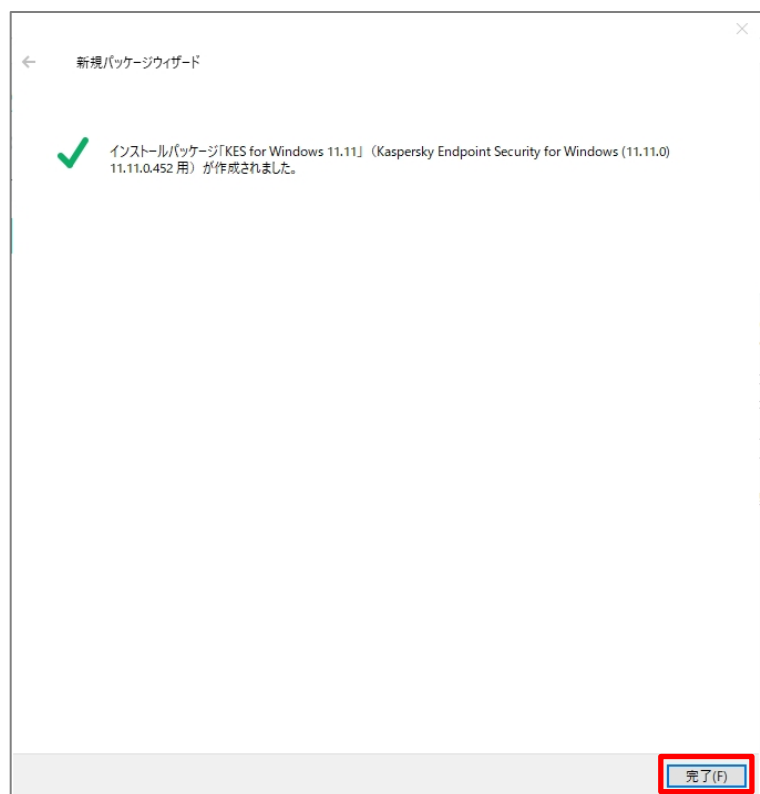 新規パッケージウィザード
インストールパッケージ「KES for Windows 11.11」（Kaspersky Endpoint Security for Windows (11.11.0)
11.11.0.452 用）が作成されました。
完了(F)